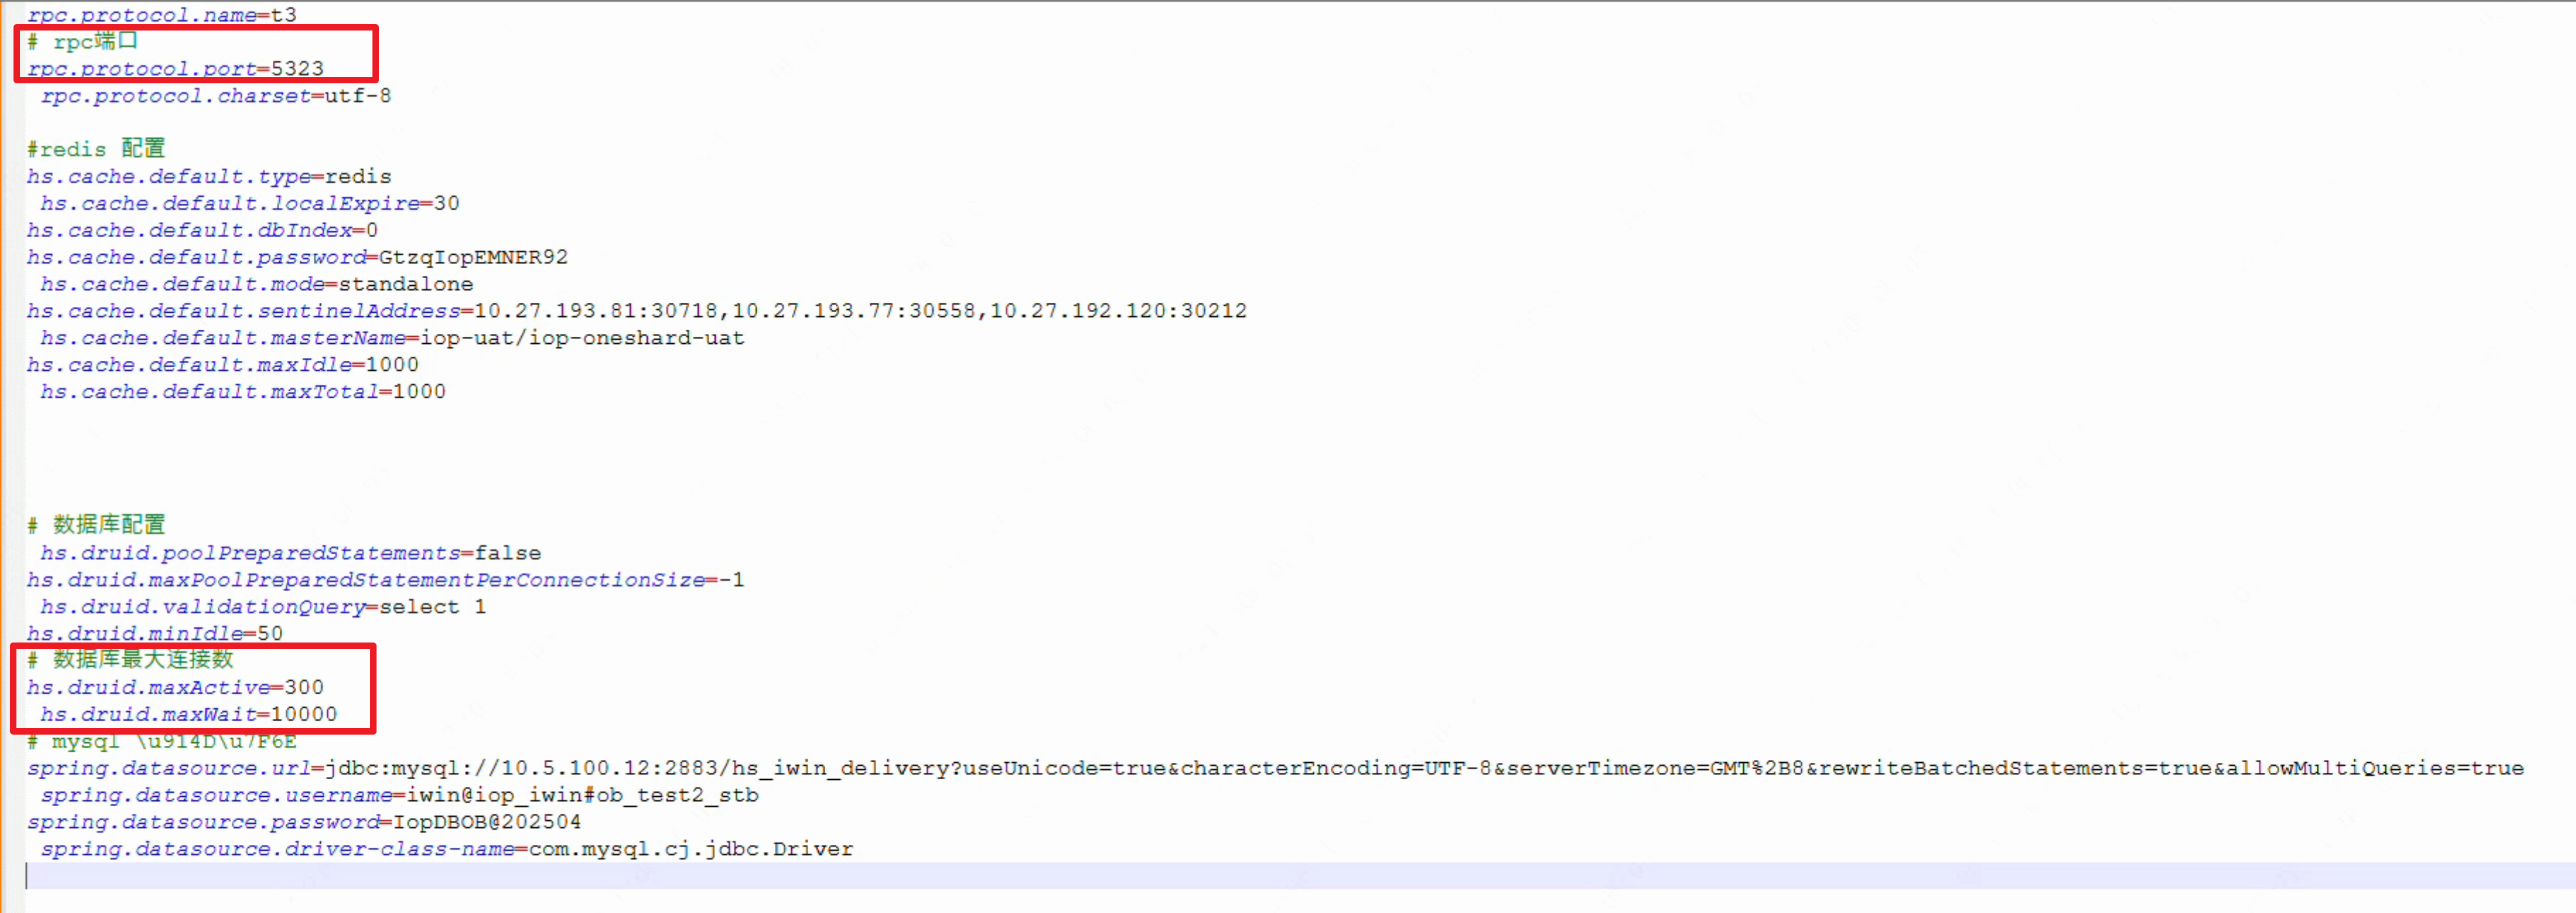 rpc.protocol.name=t3
# rpc端口
rpc.protocol.port=5323
rpc.protocol.charset=utf-8
#redis 配置
hs.cache.default.type=redis
hs.cache.default.localExpire=30
hs.cache.default.dbIndex=0
hs.cache.default.password=GtzqIopEMNER92
hs.cache.default.mode=standalone
hs.cache.default.sentinelAddress=10.27.193.81:30718,10.27.193.77:30558,10.27.192.120:30212
hs.cache.default.masterName=iop-uat/iop-oneshard-uat
hs.cache.default.maxIdle=1000
hs.cache.default.maxTotal=1000
# 数据库配置
hs.druid.poolPreparedStatements=false
hs.druid.maxPoolPreparedStatementPerConnectionSize=-1
hs.druid.validationQuery=select 1
hs.druid.minIdle=50
# 数据库最大连接数
hs.druid.maxActive=300
hs.druid.maxWait=10000
# mysql \u914D\u7F6E
spring.datasource.url=jdbc:mysql://10.5.100.12:2883/hs_iwin_delivery?useUnicode=true&characterEncoding=UTF-8&serverTimezone=GMT%2B8&rewriteBatchedStatements=true&allowMultiQueries=true
spring.datasource.username=iwin@iop_iwin#ob_test2_stb
spring.datasource.password=IopDBOB@202504
spring.datasource.driver-class-name=com.mysql.cj.jdbc.Driver